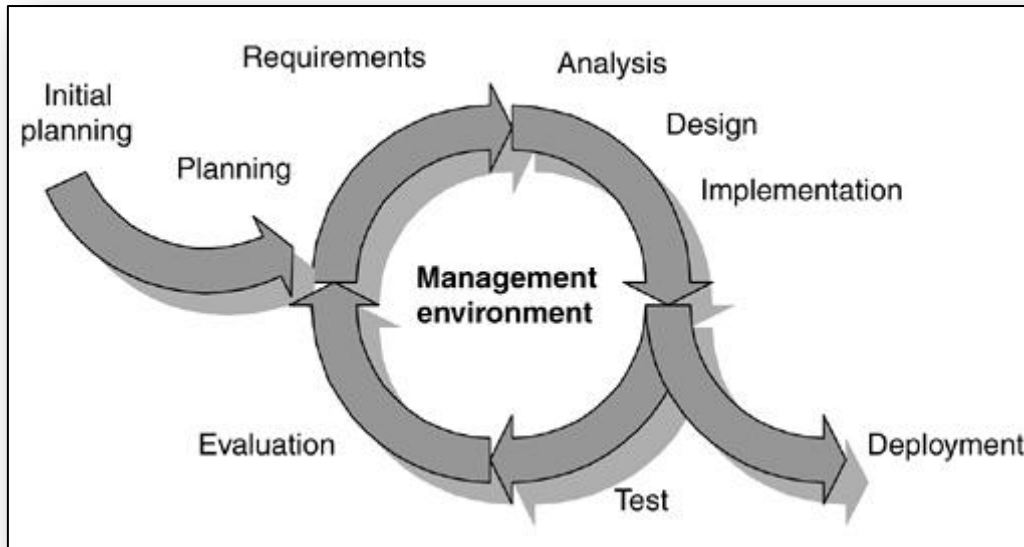 Requirements
Analysis
Initial
planning
Design
Planning
Implementation
Management
environment
Evaluation
Deployment
Test